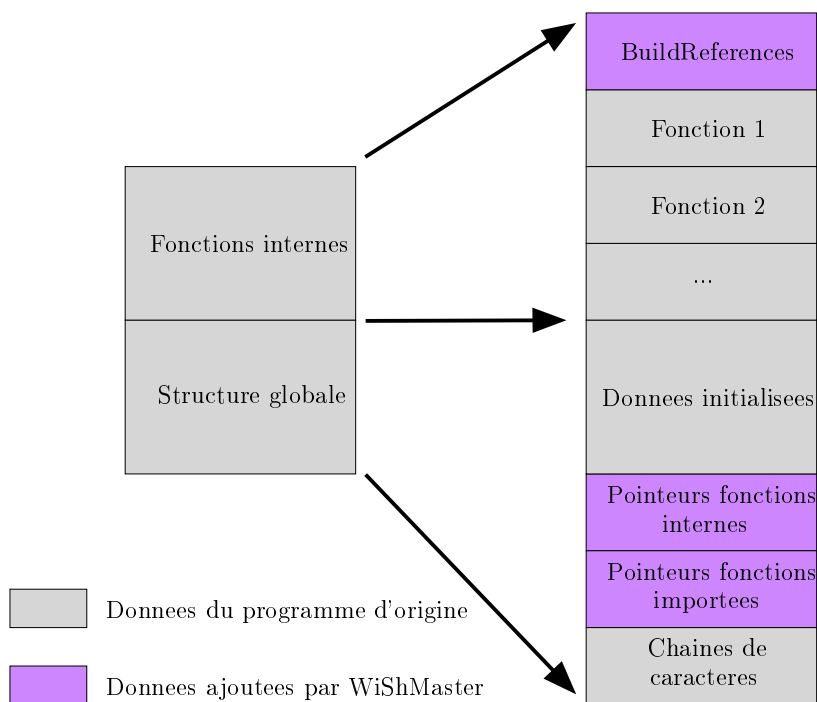 Fonctions internes
Structure globale
BuildReferences
Fonction 1
Fonction 2
...
Donnees initialisees
Pointeurs fonctions
internes
Pointeurs fonctions
importees
Chaines de
caracteres
Donnees du programme d'origine
Donnees ajoutees par WiShMaster